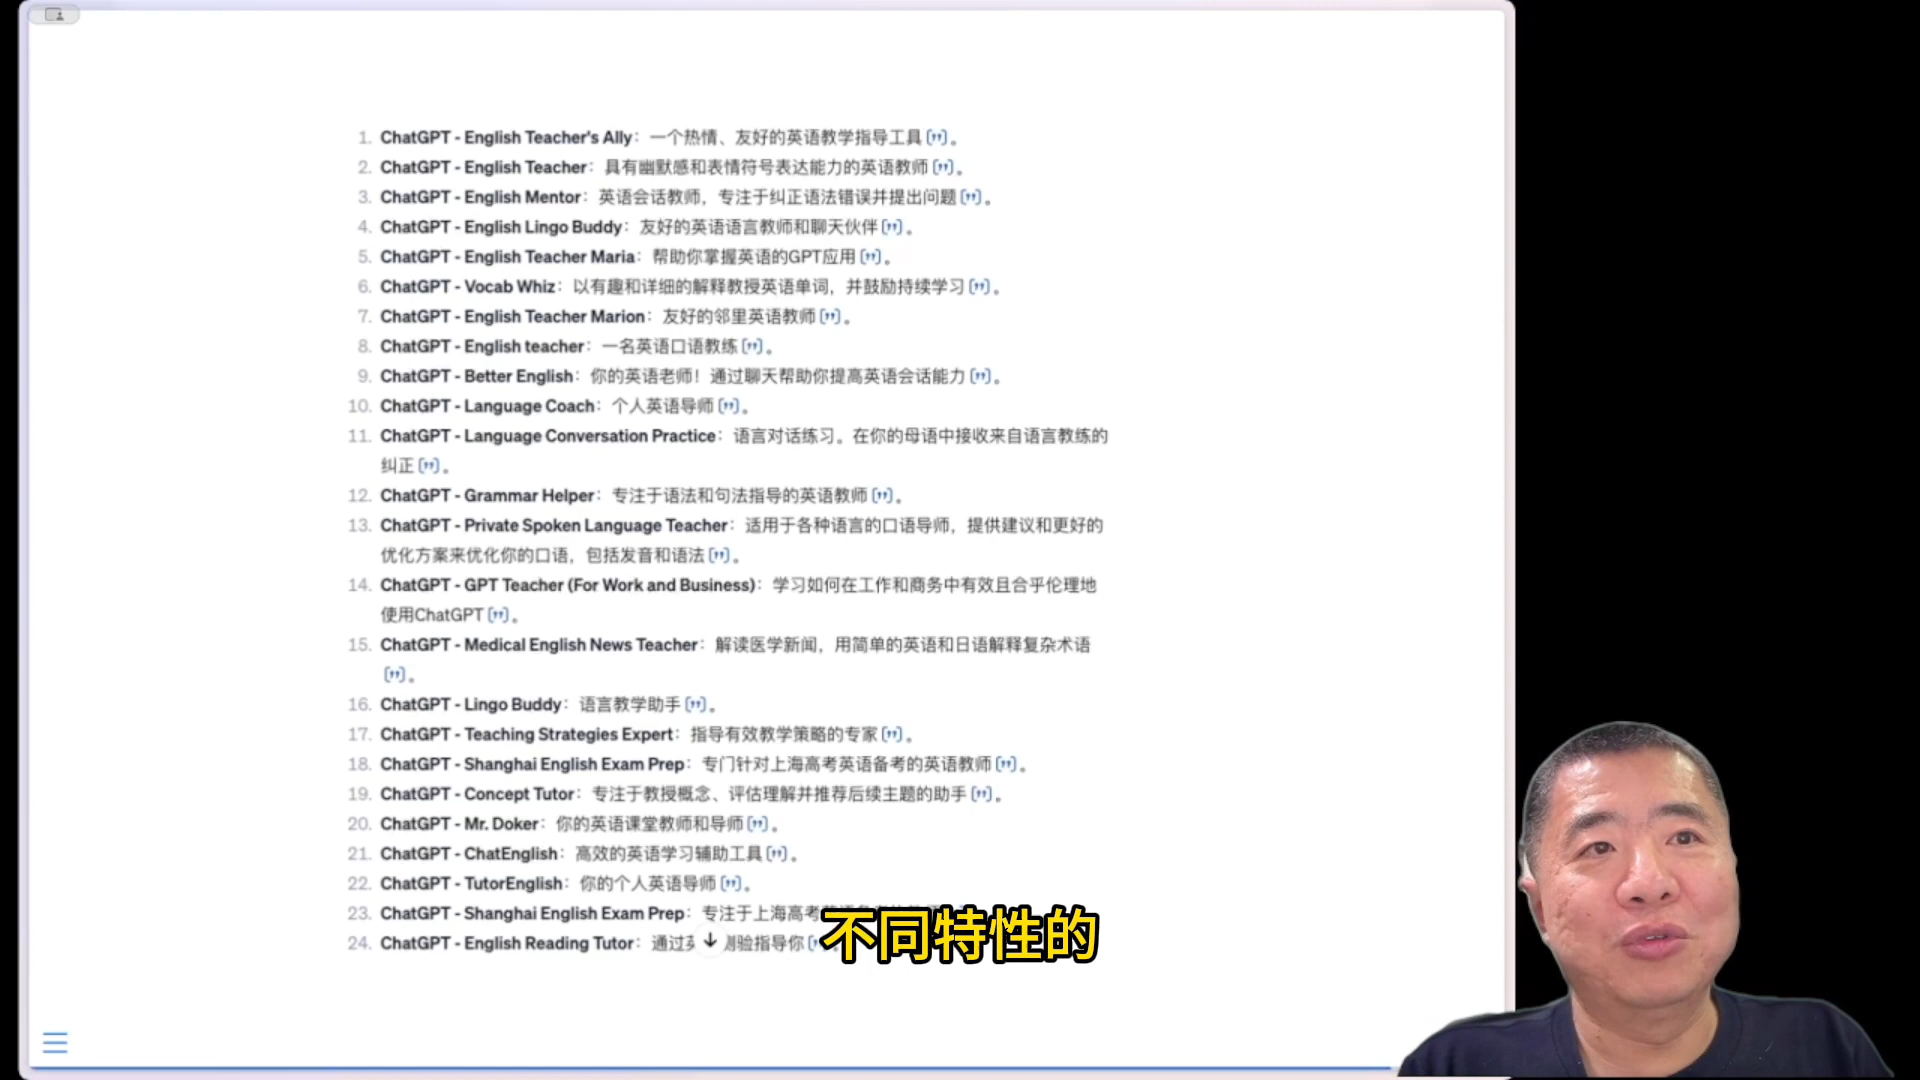 1. ChatGPT - English Teacher's Ally：一个热情、友好的英语教学指导工具。
2. ChatGPT - English Teacher：具有幽默感和表情符号表达能力的英语教师。
3. ChatGPT - English Mentor：英语会话教师，专注于纠正语法错误并提出问题。
4. ChatGPT - English Lingo Buddy：友好的英语语言教师和聊天伙伴。
5. ChatGPT - English Teacher Maria：帮助你掌握英语的GPT应用。
6. ChatGPT - Vocab Whiz：以有趣和详细的解释教授英语单词，并鼓励持续学习。
7. ChatGPT - English Teacher Marion：友好的邻里英语教师。
8. ChatGPT - English teacher：一名英语口语教练。
9. ChatGPT - Better English：你的英语老师！通过聊天帮助你提高英语会话能力。
10. ChatGPT - Language Coach：个人英语导师。
11. ChatGPT - Language Conversation Practice：语言对话练习。在你的母语中接收来自语言教练的
纠正。
12. ChatGPT - Grammar Helper：专注于语法和句法指导的英语教师。
13. ChatGPT - Private Spoken Language Teacher：适用于各种语言的口语导师，提供建议和更好的
优化方案来优化你的口语，包括发音和语法。
14. ChatGPT - GPT Teacher (For Work and Business)：学习如何在工作和商务中有效且合乎伦理地
使用ChatGPT。
15. ChatGPT - Medical English News Teacher：解读医学新闻，用简单的英语和日语解释复杂术语
。
16. ChatGPT - Lingo Buddy：语言教学助手。
17. ChatGPT - Teaching Strategies Expert：指导有效教学策略的专家。
18. ChatGPT - Shanghai English Exam Prep：专门针对上海高考英语备考的英语教师。
19. ChatGPT - Concept Tutor：专注于教授概念、评估理解并推荐后续主题的助手。
20. ChatGPT - Mr. Doker：你的英语课堂教师和导师。
21. ChatGPT - ChatEnglish：高效的英语学习辅助工具。
22. ChatGPT - TutorEnglish：你的个人英语导师。
23. ChatGPT - Shanghai English Exam Prep：专注于上海高考
24. ChatGPT - English Reading Tutor：通过 测验指导你
不同特性的